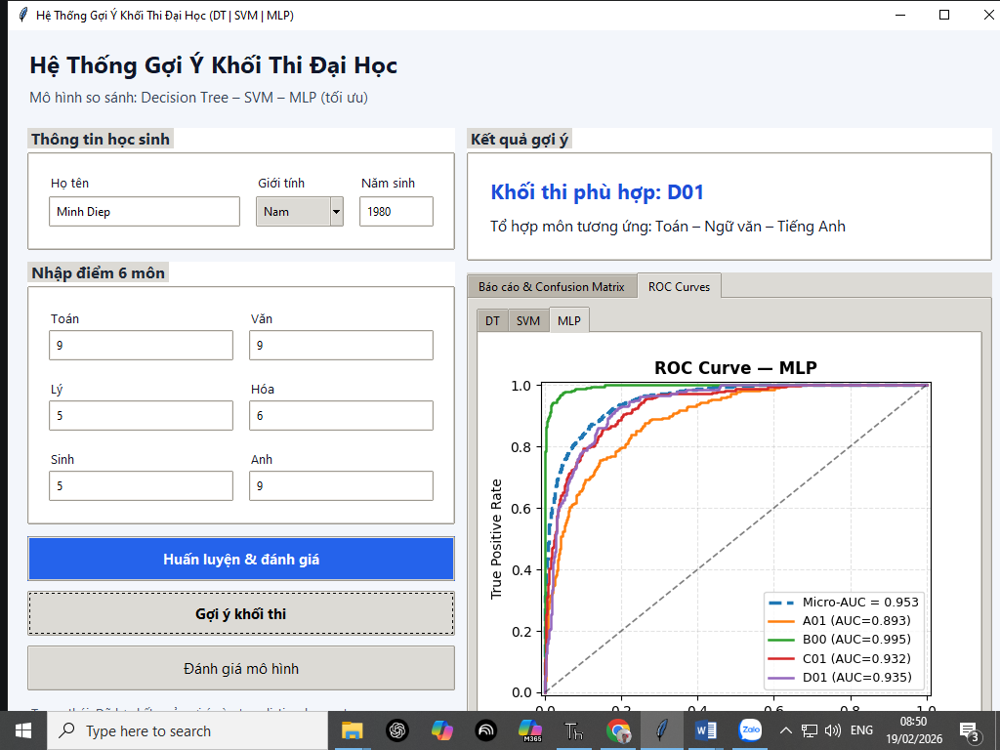 Hệ Thống Gợi Ý Khối Thi Đại Học (DT | SVM | MLP)
Hệ Thống Gợi Ý Khối Thi Đại Học
Mô hình so sánh: Decision Tree – SVM – MLP (tối ưu)
Thông tin học sinh
Họ tên
Giới tính
Năm sinh
Minh Diep
Nam
1980
Nhập điểm 6 môn
Toán
Văn
9
9
Lý
Hóa
5
6
Sinh
Anh
5
9
Huấn luyện & đánh giá
Gợi ý khối thi
Đánh giá mô hình
Kết quả gợi ý
Khối thi phù hợp: D01
Tổ hợp môn tương ứng: Toán – Ngữ văn – Tiếng Anh
Báo cáo & Confusion Matrix
ROC Curves
DT
SVM
MLP
ROC Curve — MLP
True Positive Rate
1.0
0.8
0.6
0.4
0.2
0.0
Micro-AUC = 0.953
A01 (AUC=0.893)
B00 (AUC=0.995)
C01 (AUC=0.932)
D01 (AUC=0.935)
0.0
0.2
0.4
0.6
0.8
1.0
Type here to search
M365
Th
W
Zalo
ENG
08:50
19/02/2026
3